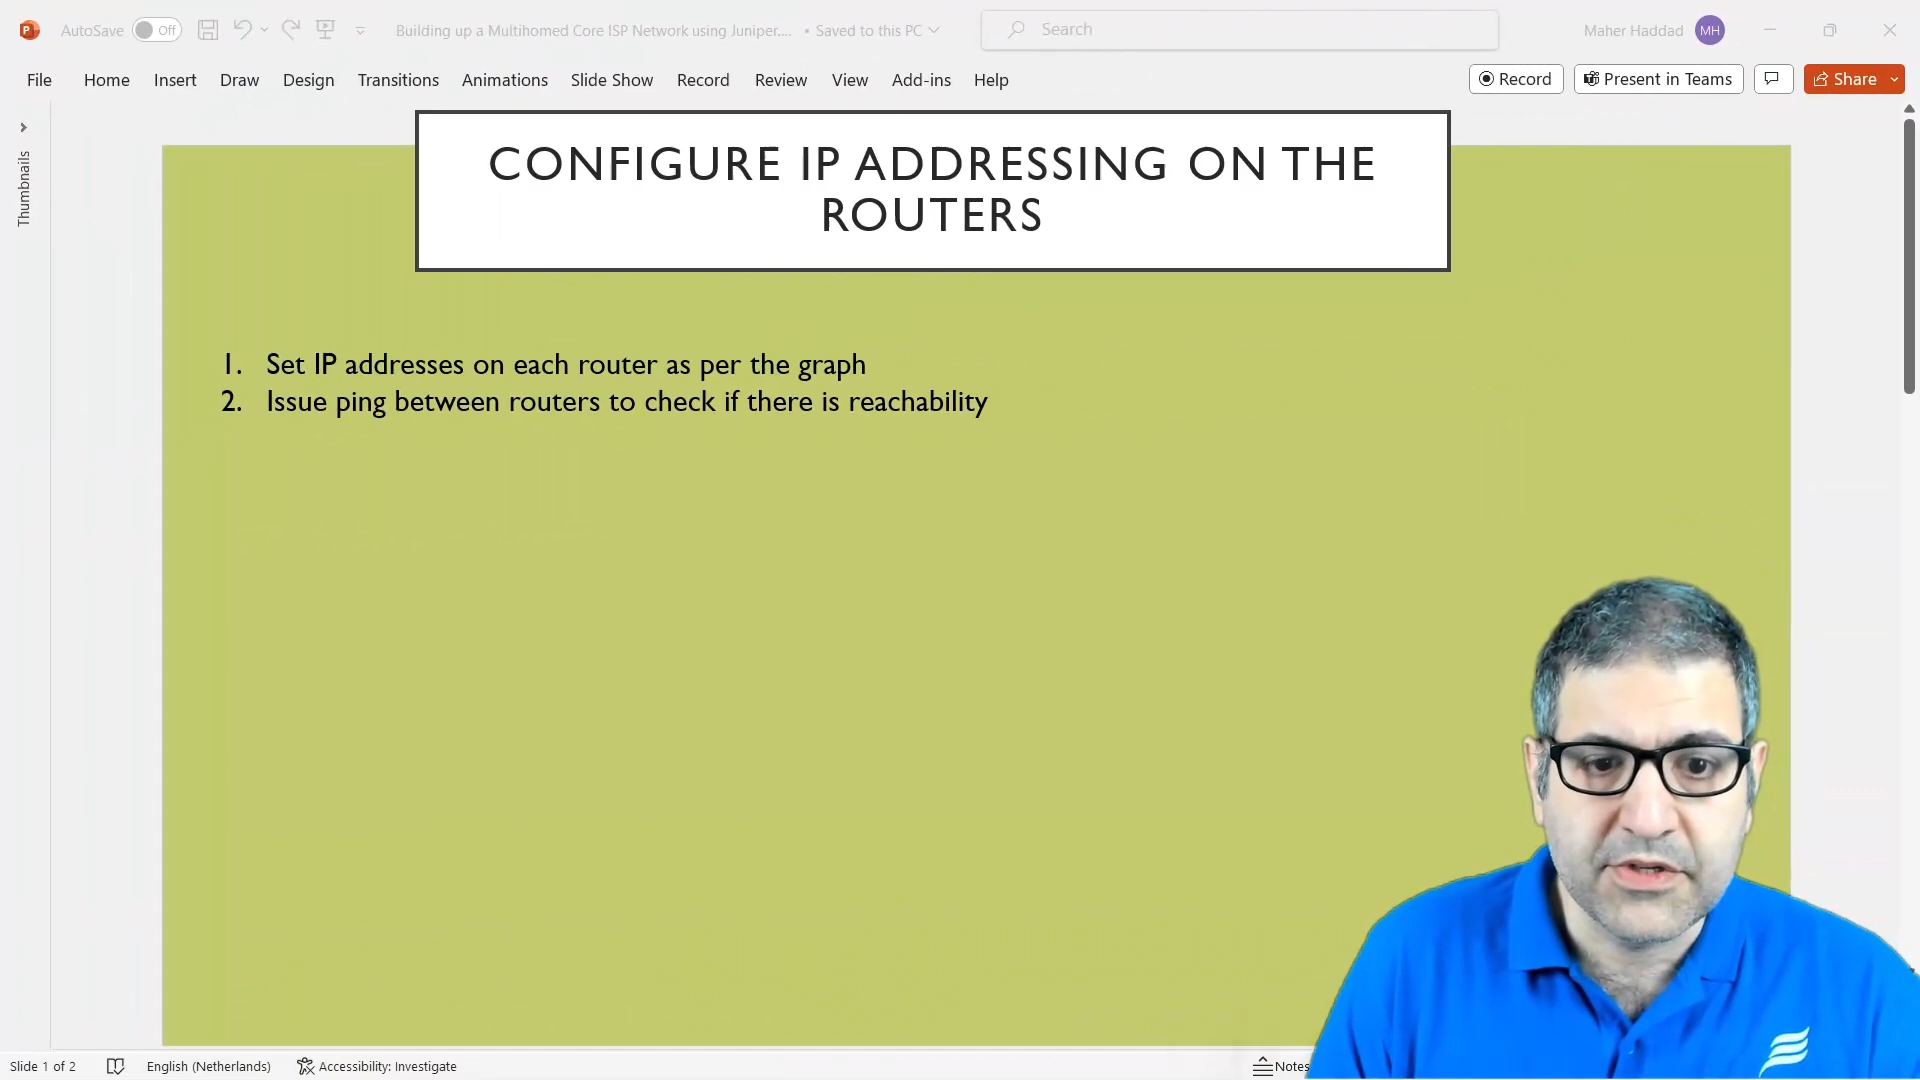 AutoSave Off Building up a Multihomed Core ISP Network using Juniper.... • Saved to this PC Search Maher Haddad MH
File Home Insert Draw Design Transitions Animations Slide Show Record Review View Add-ins Help Record Present in Teams Share
Thumbnails
CONFIGURE IP ADDRESSING ON THE
ROUTERS
1. Set IP addresses on each router as per the graph
2. Issue ping between routers to check if there is reachability
Slide 1 of 2 English (Netherlands) Accessibility: Investigate Notes